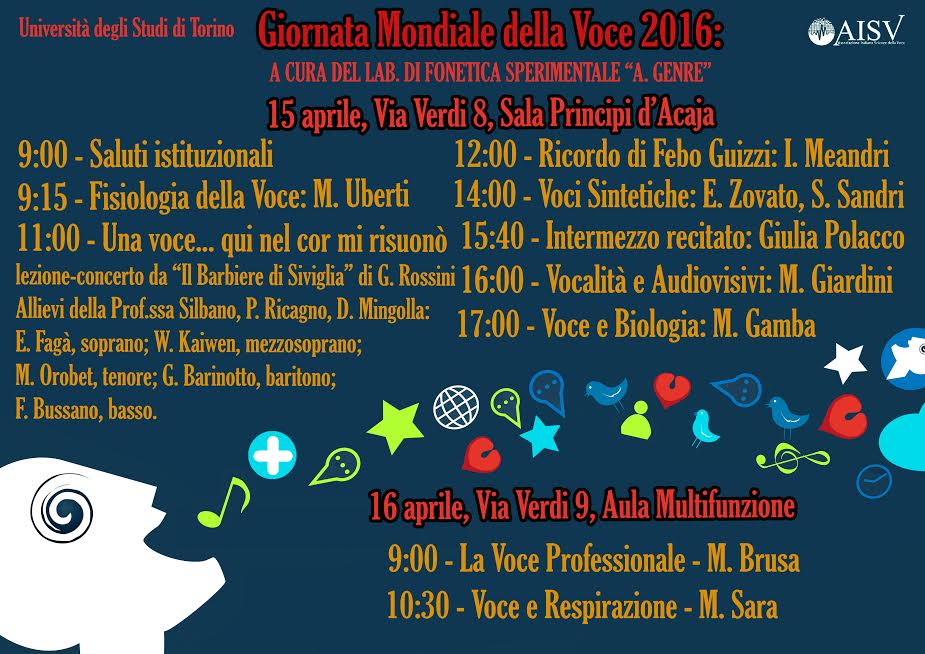 Università degli Studi di Torino
Giornata Mondiale della Voce 2016:
AISV
Associazione Italiana Scienze della Voce
A CURA DEL LAB. DI FONETICA SPERIMENTALE “A. GENRE”
15 aprile, Via Verdi 8, Sala Principi d'Acaja
9:00 - Saluti istituzionali
9:15 - Fisiologia della Voce: M. Uberti
11:00 - Una voce... qui nel cor mi risuonò
lezione-concerto da “Il Barbiere di Siviglia” di G. Rossini
Allievi della Prof.ssa Silbano, P. Ricagno, D. Mingolla:
E. Fagà, soprano; W. Kaiwen, mezzosoprano;
M. Orobet, tenore; G. Barinotto, baritono;
F. Bussano, basso.
12:00 - Ricordo di Febo Guizzi: I. Meandri
14:00 - Voci Sintetiche: E. Zovato, S. Sandri
15:40 - Intermezzo recitato: Giulia Polacco
16:00 - Vocalità e Audiovisivi: M. Giardini
17:00 - Voce e Biologia: M. Gamba
16 aprile, Via Verdi 9, Aula Multifunzione
9:00 - La Voce Professionale - M. Brusa
10:30 - Voce e Respirazione - M. Sara